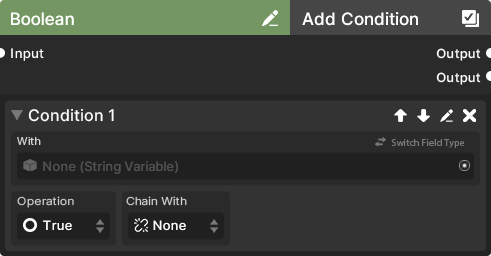 Boolean
Add Condition
Input
Output
Output
Condition 1
With
Switch Field Type
None (String Variable)
Operation
Chain With
True
None